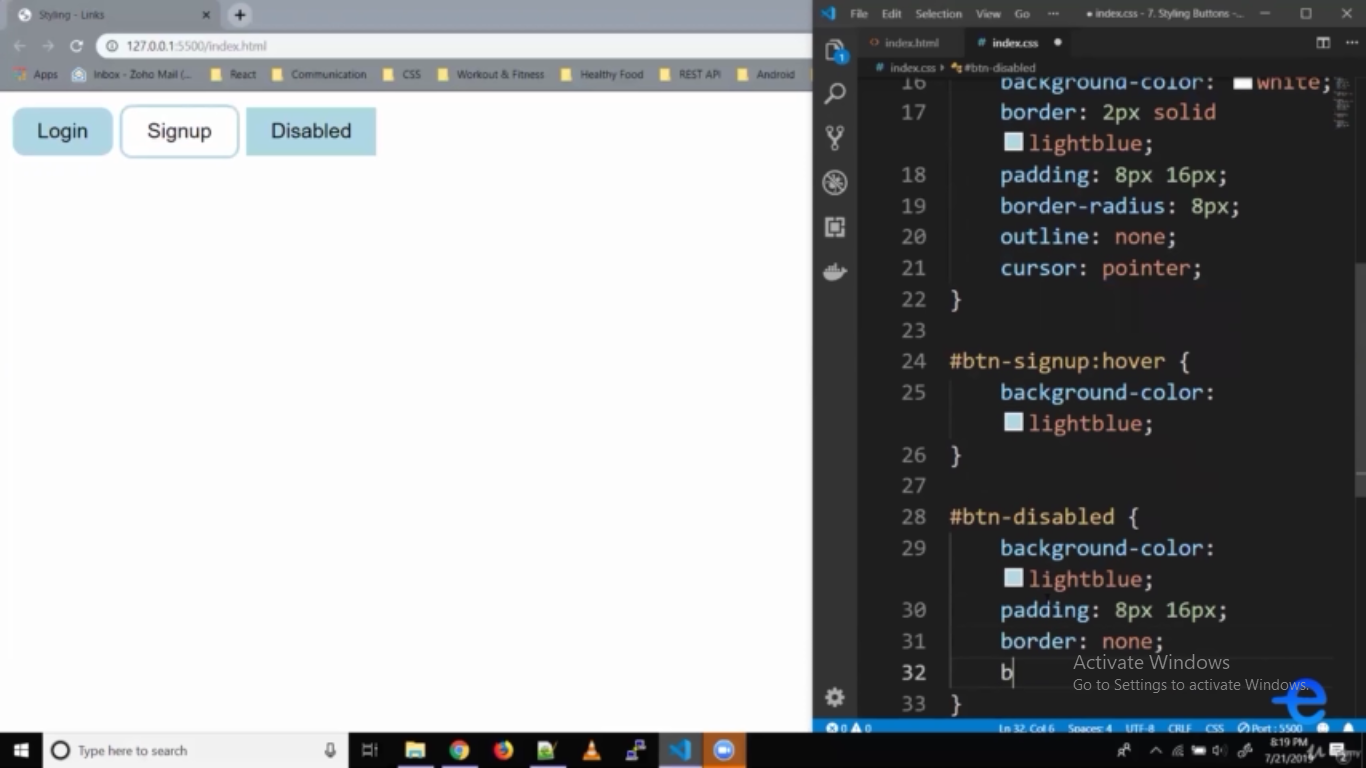 Styling - Links
File Edit Selection View Go ··· ● index.css - 7. Styling Buttons -...
127.0.0.1:5500/index.html
index.html
# index.css
Apps
Inbox - Zoho Mail (...
React
Communication
CSS
Workout & Fitness
Healthy Food
REST API
Android
# index.css › #btn-disabled
Login
Signup
Disabled
16 background-color: white;
17 border: 2px solid
lightblue;
18 padding: 8px 16px;
19 border-radius: 8px;
20 outline: none;
21 cursor: pointer;
22 }
23
24 #btn-signup:hover {
25 background-color:
lightblue;
26 }
27
28 #btn-disabled {
29 background-color:
lightblue;
30 padding: 8px 16px;
31 border: none;
32 b
33 }
Activate Windows
Go to Settings to activate Windows.
0 0 Ln 32, Col 6 Spaces: 4 UTF-8 CRLF CSS Port : 5500
Type here to search
8:19 PM